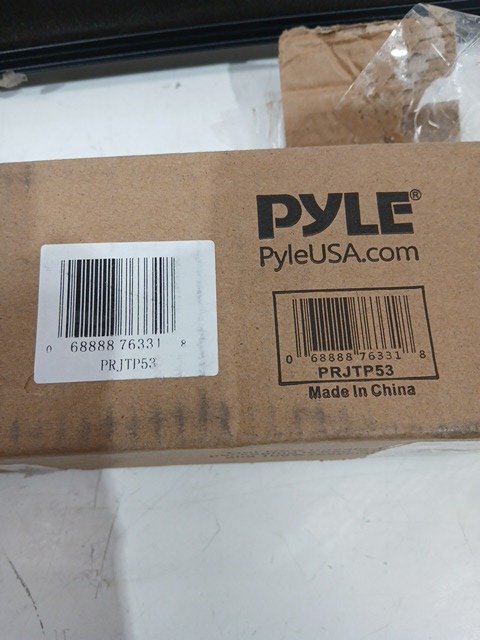 PYLE®
PyleUSA.com
0 68888 76331 8
PRJTP53
0 68888 76331 8
PRJTP53
Made In China